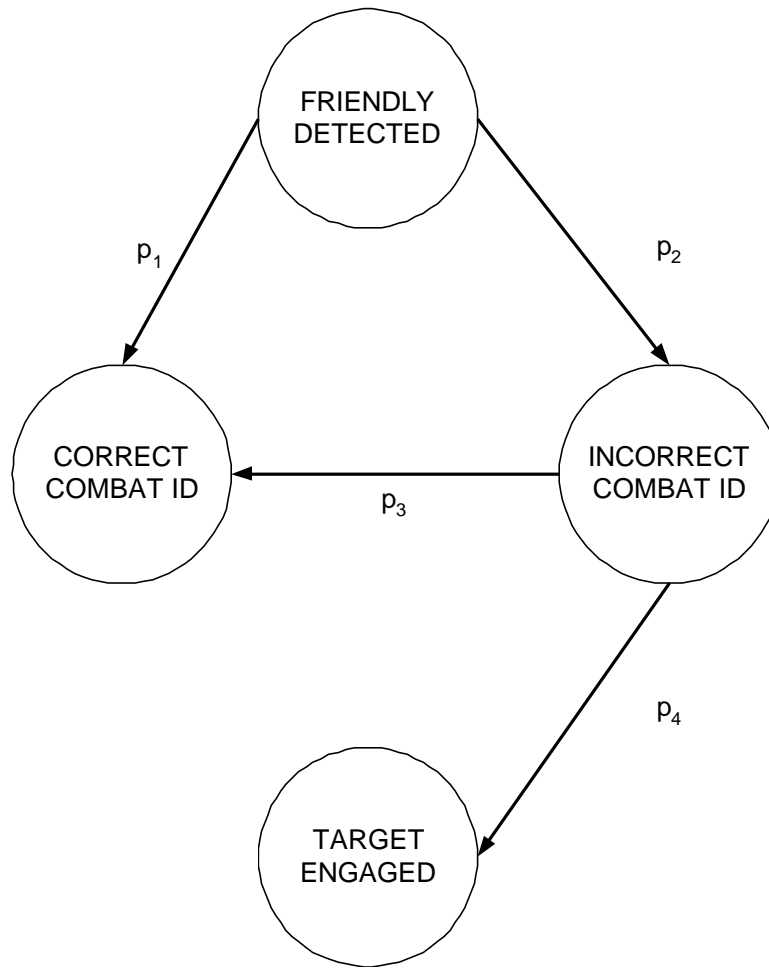 FRIENDLY
DETECTED
p1
p2
CORRECT
COMBAT ID
INCORRECT
COMBAT ID
p3
p4
TARGET
ENGAGED